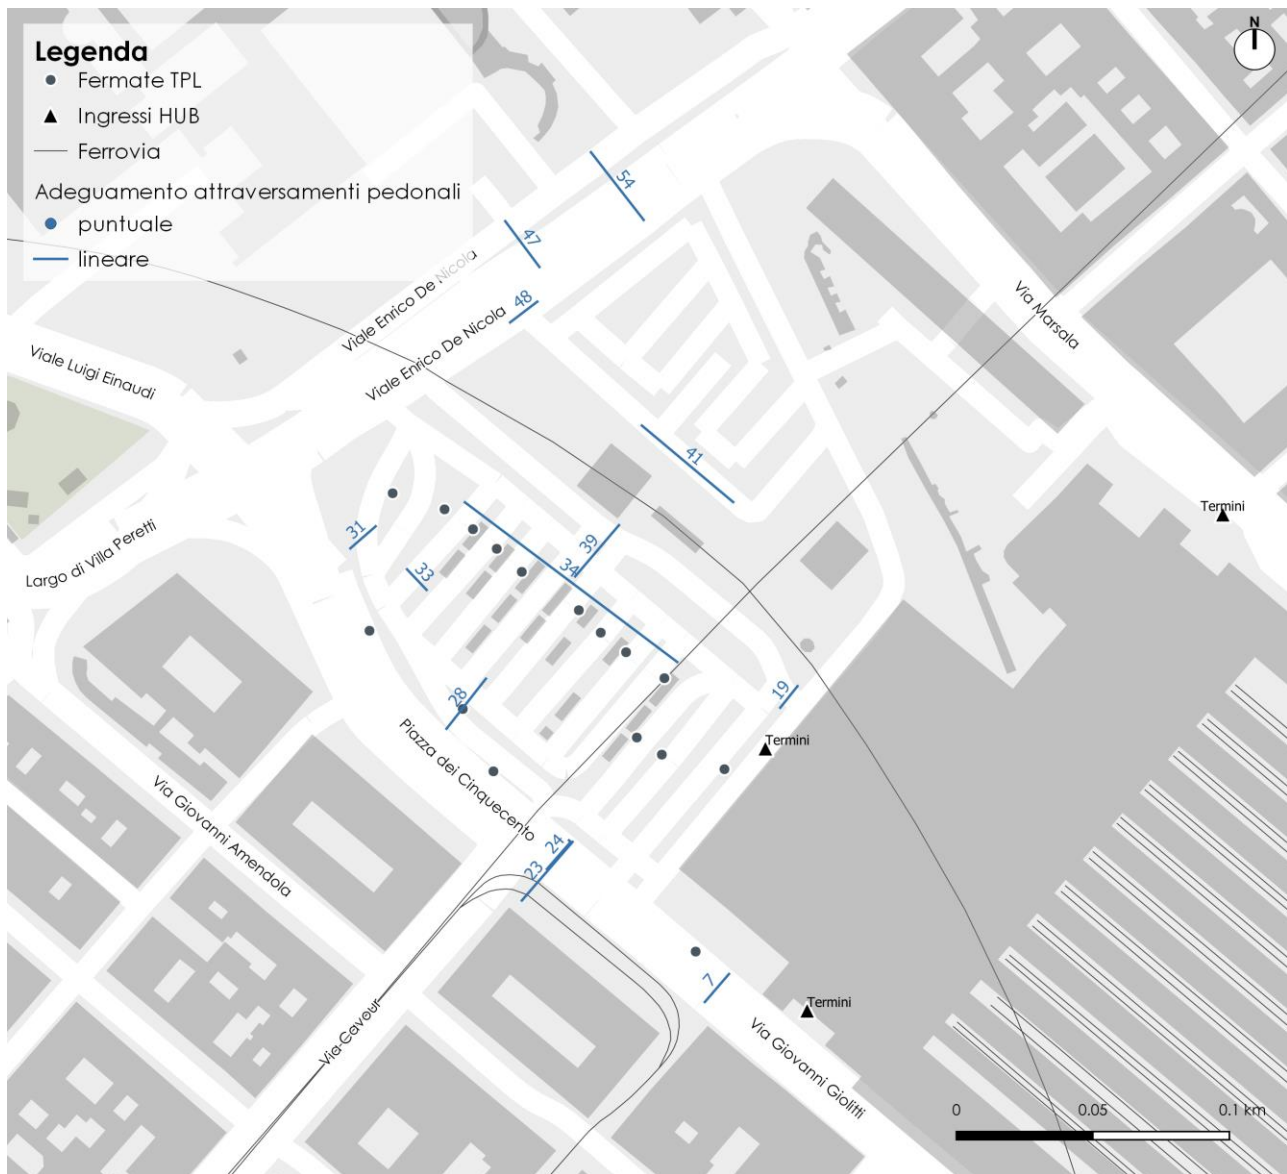 Legenda
Fermate TPL
Ingressi HUB
Ferrovia
Adeguamento attraversamenti pedonali
puntuale
lineare
N
54
47
48
Viale Enrico De Nicola
Viale Enrico De Nicola
Via Marsala
Viale Luigi Einaudi
41
Termini
31
39
34
33
Largo di Villa Peretti
28
19
Termini
Piazza dei Cinquecento
Via Giovanni Amendola
24
23
7
Termini
Via Cavour
Via Giovanni Giolitti
0 0.05 0.1 km